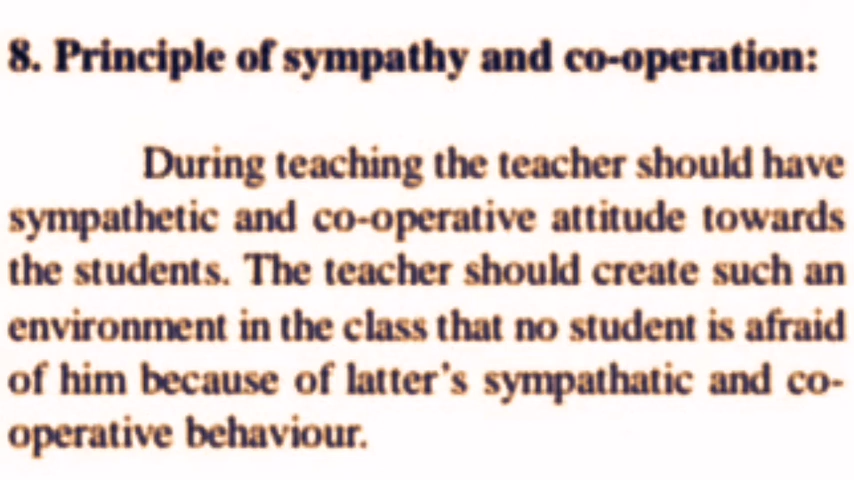 8. Principle of sympathy and co-operation:
During teaching the teacher should have
sympathetic and co-operative attitude towards
the students. The teacher should create such an
environment in the class that no student is afraid
of him because of latter's sympathatic and co-
operative behaviour.